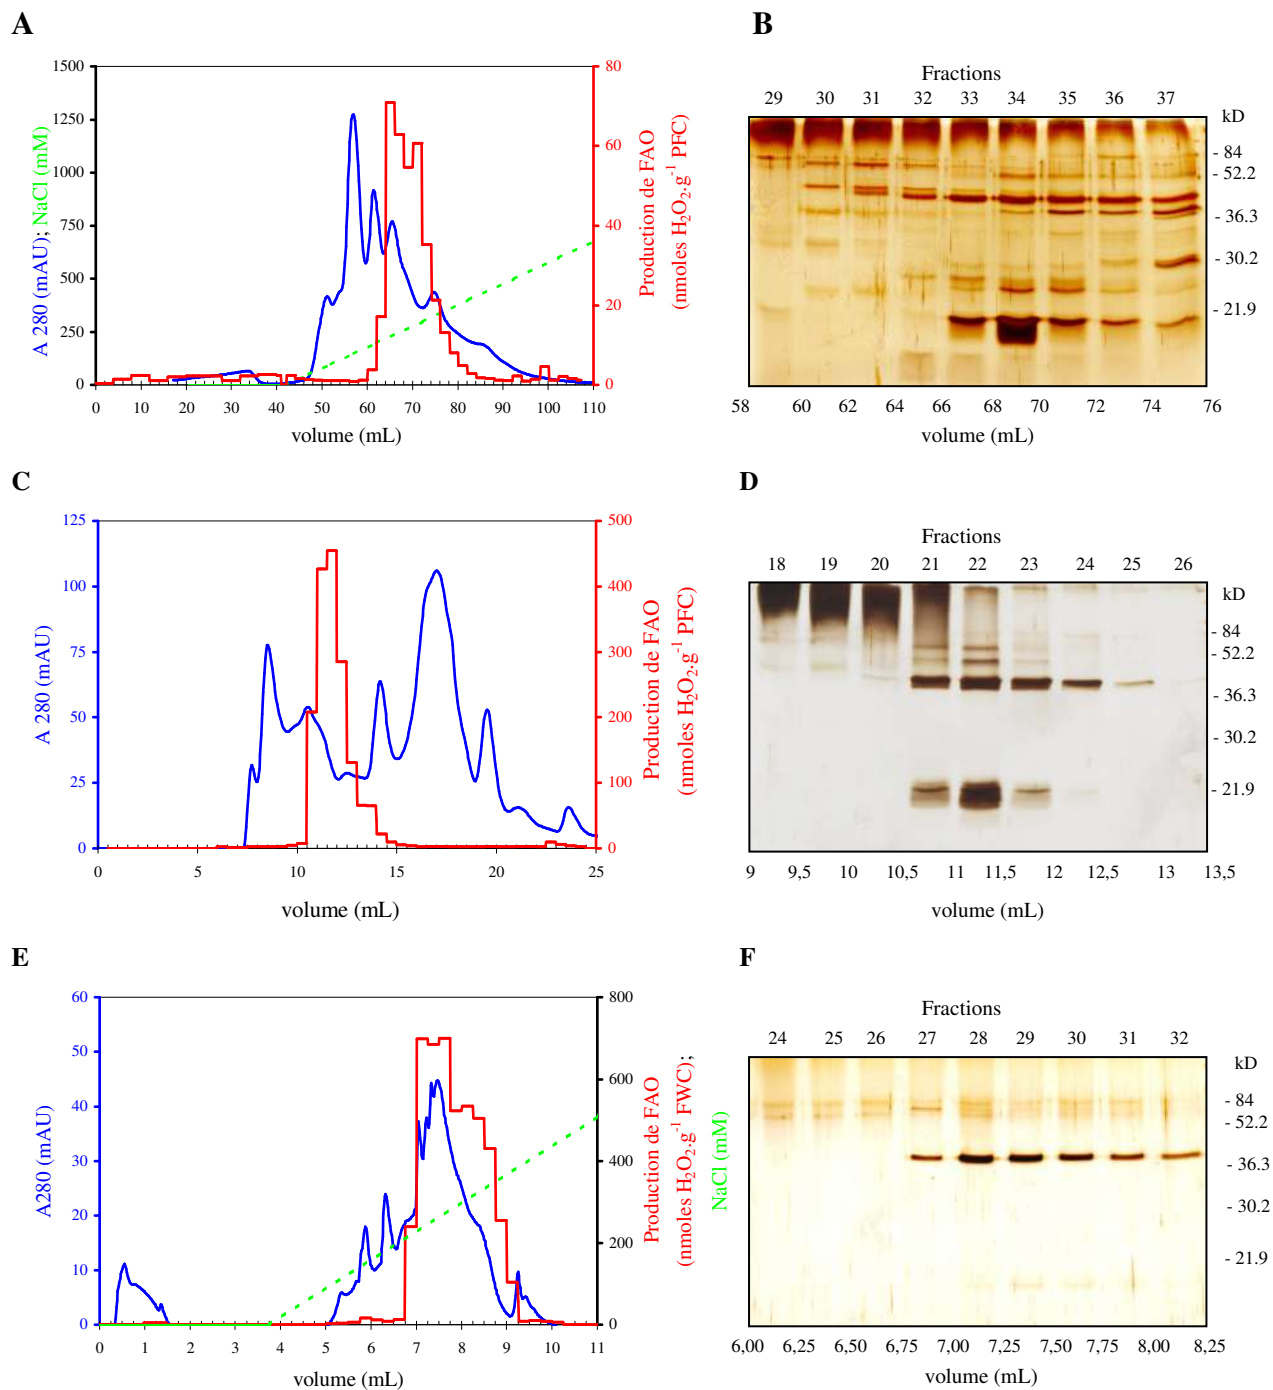 A
1500
1250
1000
750
500
250
0
A 280 (mAU); NaCl (mM)
80
60
40
20
0
Production de FAO
(nmoles H₂O₂.g⁻¹ PFC)
0 10 20 30 40 50 60 70 80 90 100 110
volume (mL)
B
Fractions
29 30 31 32 33 34 35 36 37
kD
- 84
- 52.2
- 36.3
- 30.2
- 21.9
58 60 62 64 66 68 70 72 74 76
volume (mL)
C
125
100
75
50
25
0
A 280 (mAU)
500
400
300
200
100
0
Production de FAO
(nmoles H₂O₂.g⁻¹ PFC)
0 5 10 15 20 25
volume (mL)
D
Fractions
18 19 20 21 22 23 24 25 26
kD
- 84
- 52.2
- 36.3
- 30.2
- 21.9
9 9,5 10 10,5 11 11,5 12 12,5 13 13,5
volume (mL)
E
60
50
40
30
20
10
0
A280 (mAU)
800
600
400
200
0
Production de FAO
(nmoles H₂O₂.g⁻¹ FWC);
NaCl (mM)
0 1 2 3 4 5 6 7 8 9 10 11
volume (mL)
F
Fractions
24 25 26 27 28 29 30 31 32
kD
- 84
- 52.2
- 36.3
- 30.2
- 21.9
6,00 6,25 6,50 6,75 7,00 7,25 7,50 7,75 8,00 8,25
volume (mL)